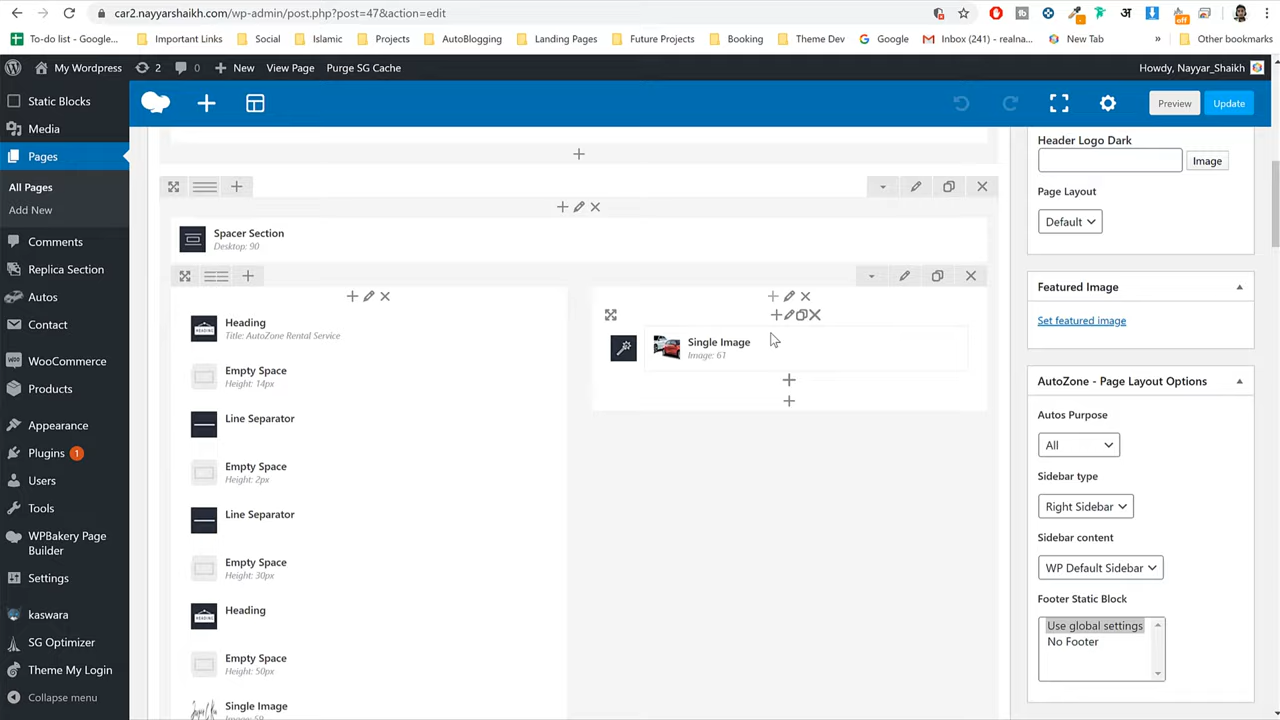 car2.nayyarshaikh.com/wp-admin/post.php?post=47&action=edit
To-do list - Google...
Important Links
Social
Islamic
Projects
AutoBlogging
Landing Pages
Future Projects
Booking
Theme Dev
Google
Inbox (241) - realna...
New Tab
»
Other bookmarks
off
अ
My Wordpress
2
0
New
View Page
Purge SG Cache
Howdy, Nayyar_Shaikh
Static Blocks
Media
Pages
All Pages
Add New
Comments
Replica Section
Autos
Contact
WooCommerce
Products
Appearance
Plugins 1
Users
Tools
WPBakery Page
Builder
Settings
kaswara
SG Optimizer
Theme My Login
Collapse menu
Preview
Update
Spacer Section
Desktop: 90
HEADING
Heading
Title: AutoZone Rental Service
Empty Space
Height: 14px
Line Separator
Empty Space
Height: 2px
Line Separator
Empty Space
Height: 30px
HEADING
Heading
Empty Space
Height: 50px
Single Image
Image: 59
Single Image
Image: 61
Header Logo Dark
Image
Page Layout
Default
Featured Image
Set featured image
AutoZone - Page Layout Options
Autos Purpose
All
Sidebar type
Right Sidebar
Sidebar content
WP Default Sidebar
Footer Static Block
Use global settings
No Footer